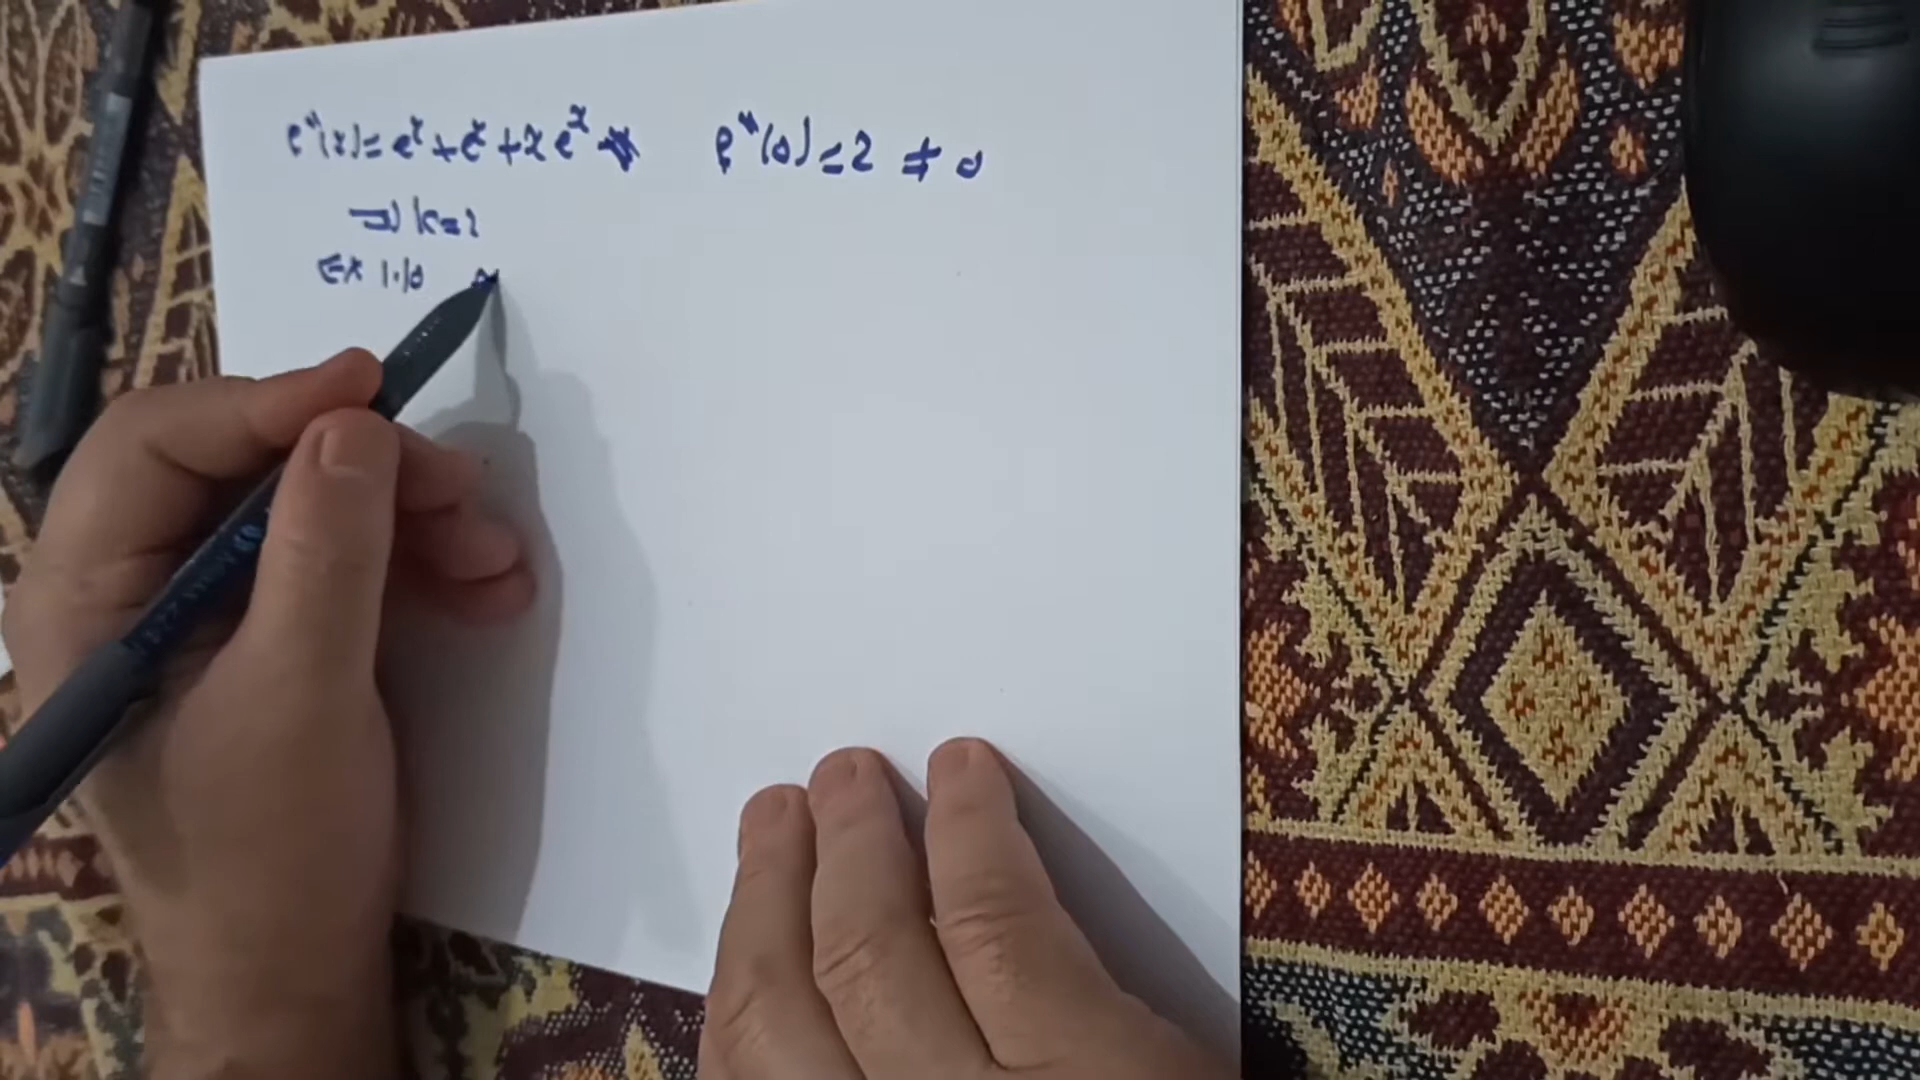 f''(x) = e^x + e^x + x e^x   f''(0) = 2 ≠ 0
⇒ k = 2
Ex 1.10